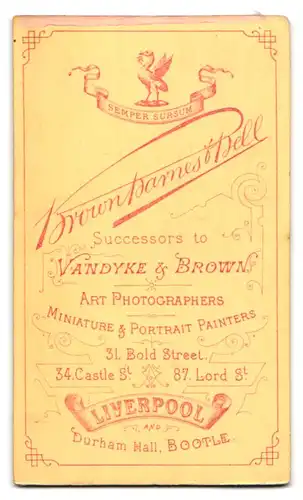 SEMPER SURSUM
Brown Barnes & Bell
Successors to
VANDYKE & BROWN,
ART PHOTOGRAPHERS
MINIATURE & PORTRAIT PAINTERS
31. Bold Street.
34. Castle St. 87. Lord St.
LIVERPOOL
AND
Durham Hall, BOOTLE.